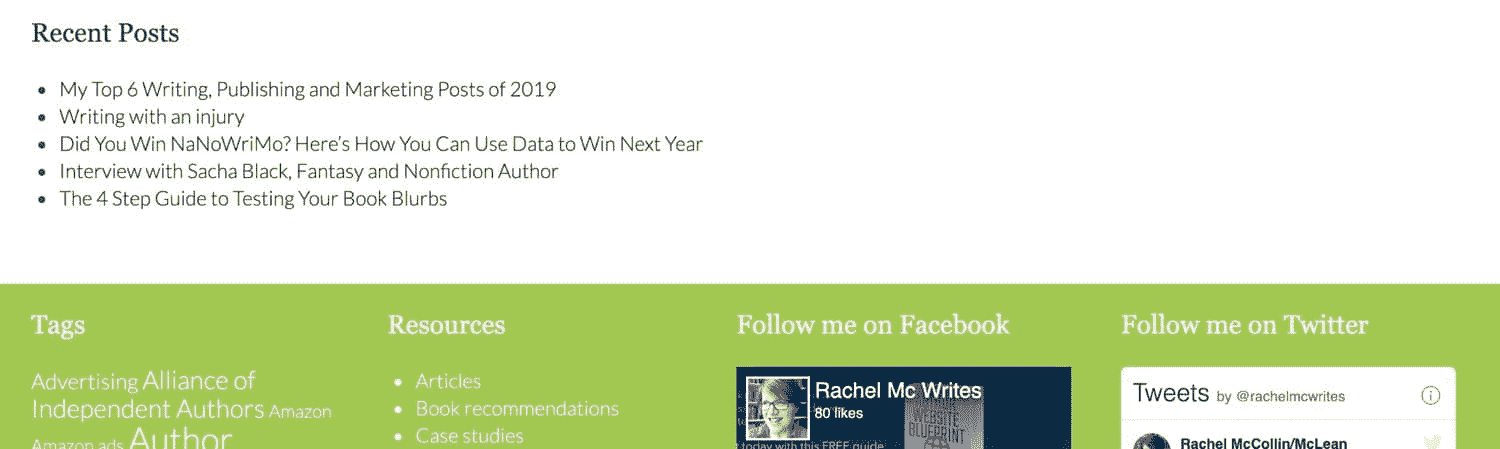 Recent Posts
My Top 6 Writing, Publishing and Marketing Posts of 2019
Writing with an injury
Did You Win NaNoWriMo? Here's How You Can Use Data to Win Next Year
Interview with Sacha Black, Fantasy and Nonfiction Author
The 4 Step Guide to Testing Your Book Blurbs
Tags
Advertising Alliance of
Independent Authors Amazon
Amazon ads Author
Resources
Articles
Book recommendations
Case studies
Follow me on Facebook
Rachel Mc Writes
80 likes
WEBSITE
BLUEPRINT
today with this FREE guide
Follow me on Twitter
Tweets by @rachelmcwrites
Rachel McCollin/McLean